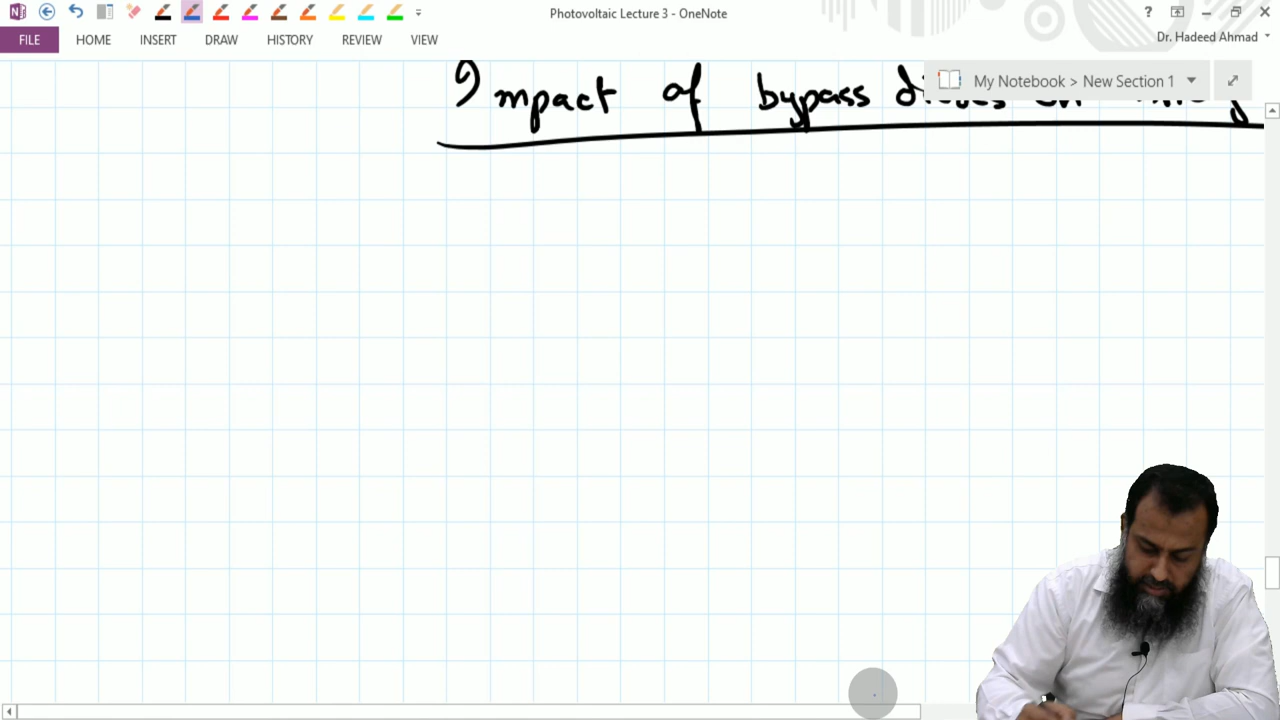 Photovoltaic Lecture 3 - OneNote
?
FILE HOME INSERT DRAW HISTORY REVIEW VIEW
Dr. Hadeed Ahmad
My Notebook > New Section 1
Impact of bypass